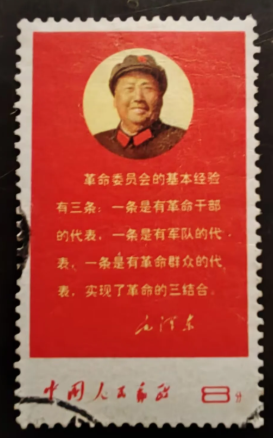 革命委员会的基本经验
有三条：一条是有革命干部
的代表，一条是有军队的代
表，一条是有革命群众的代
表，实现了革命的三结合。
毛泽东
中国人民邮政 8分